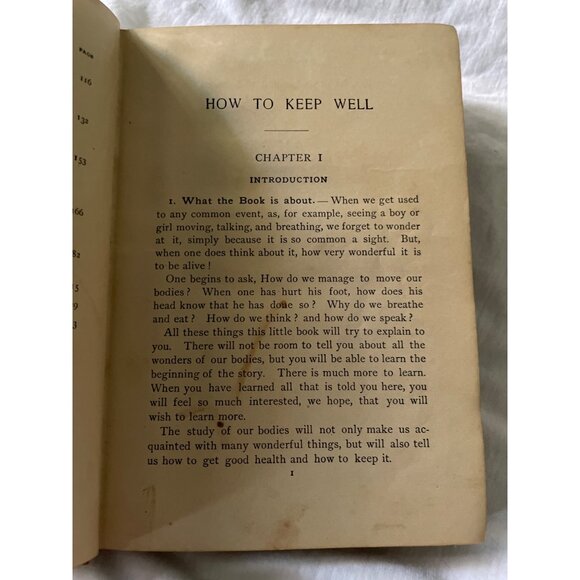 PAGE
116
132
153
166
82
5
9
3
HOW TO KEEP WELL
CHAPTER I
INTRODUCTION
1. What the Book is about. — When we get used
to any common event, as, for example, seeing a boy or
girl moving, talking, and breathing, we forget to wonder
at it, simply because it is so common a sight. But,
when one does think about it, how very wonderful it is
to be alive!
One begins to ask, How do we manage to move our
bodies? When one has hurt his foot, how does his
head know that he has done so? Why do we breathe
and eat? How do we think? and how do we speak?
All these things this little book will try to explain to
you. There will not be room to tell you about all the
wonders of our bodies, but you will be able to learn the
beginning of the story. There is much more to learn.
When you have learned all that is told you here, you
will feel so much interested, we hope, that you will
wish to learn more.
The study of our bodies will not only make us ac-
quainted with many wonderful things, but will also tell
us how to get good health and how to keep it.
1